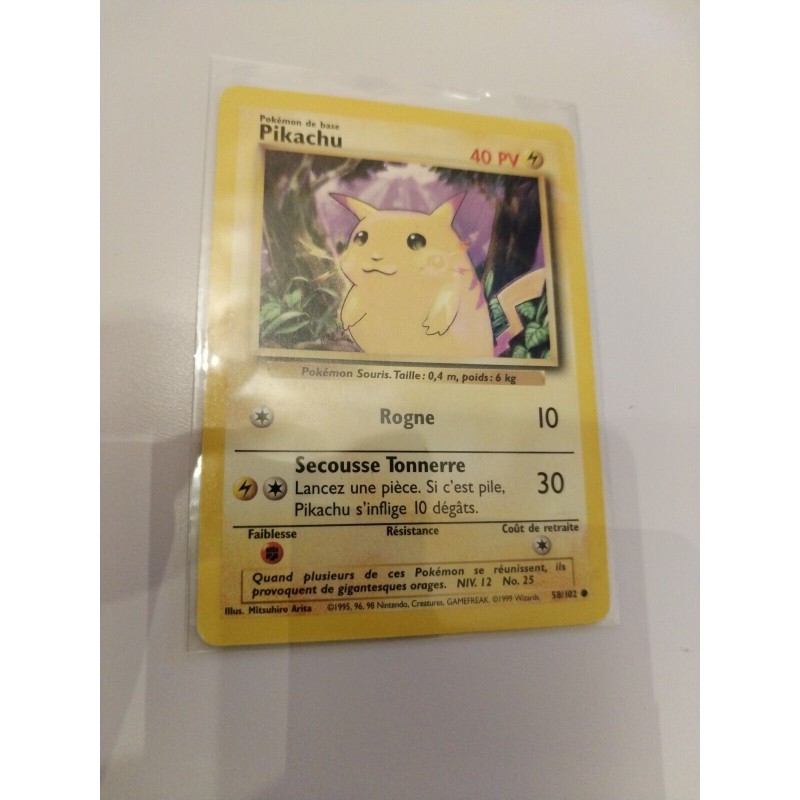 Pokémon de base
Pikachu
40 PV
Pokémon Souris. Taille: 0,4 m, poids: 6 kg
Rogne 10
Secousse Tonnerre
Lancez une pièce. Si c'est pile, 30
Pikachu s'inflige 10 dégâts.
Faiblesse Résistance Coût de retraite
Quand plusieurs de ces Pokémon se réunissent, ils
provoquent de gigantesques orages. NIV. 12 No. 25
Illus. Mitsuhiro Arita ©1995, 96, 98 Nintendo, Creatures, GAMEFREAK. ©1999 Wizards. 58/102